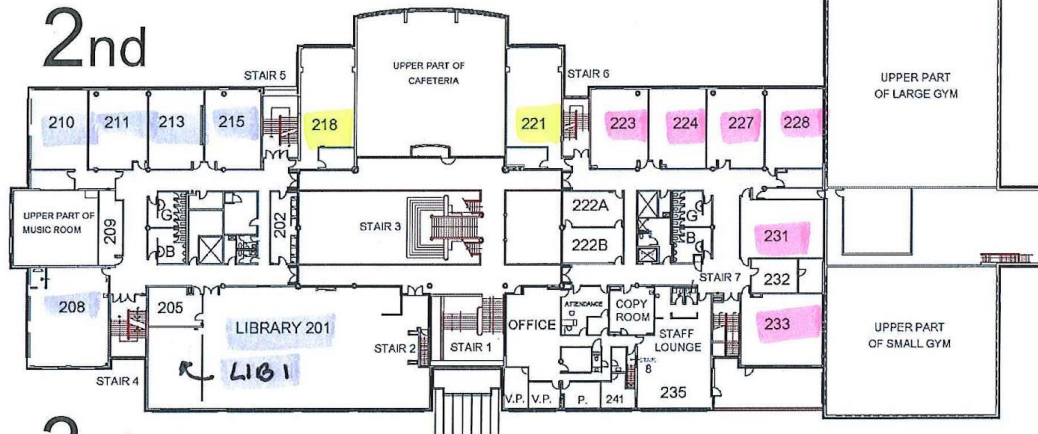 2nd
STAIR 5
UPPER PART OF
CAFETERIA
STAIR 6
UPPER PART
OF LARGE GYM
210
211
213
215
218
221
223
224
227
228
UPPER PART OF
MUSIC ROOM
209
G
B
202
STAIR 3
222A
222B
G
B
231
STAIR 7
232
208
205
LIBRARY 201
LIB 1
STAIR 4
STAIR 2
STAIR 1
OFFICE
ATTENDANCE
COPY
ROOM
STAFF
LOUNGE
STAIR
8
233
UPPER PART
OF SMALL GYM
V.P.
V.P.
P.
241
235